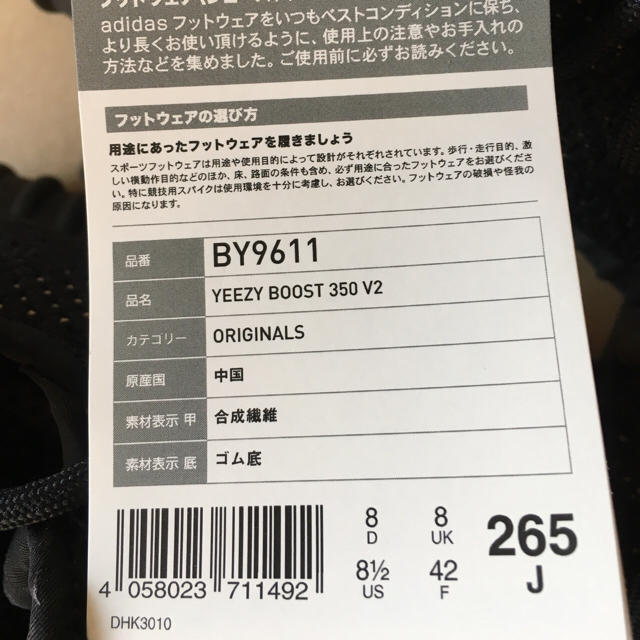 adidas フットウェアをいつもベストコンディションに保ち、
より長くお使い頂けるように、使用上の注意やお手入れの
方法などを集めました。ご使用前に必ずお読みください。
フットウェアの選び方
用途にあったフットウェアを履きましょう
スポーツフットウェアは用途や使用目的によって設計がそれぞれされています。歩行・走行目的、激
しい横動作目的などのほか、床、路面の条件も含め、必ず用途に合ったフットウェアをお選びくださ
い。特に競技用スパイクは使用環境を十分に考慮し、お選びください。フットウェアの破損や怪我の
原因になります。
品番 BY9611
品名 YEEZY BOOST 350 V2
カテゴリー ORIGINALS
原産国 中国
素材表示 甲 合成繊維
素材表示 底 ゴム底
8 8 265
D UK
8½ 42 J
US F
4 058023 711492
DHK3010